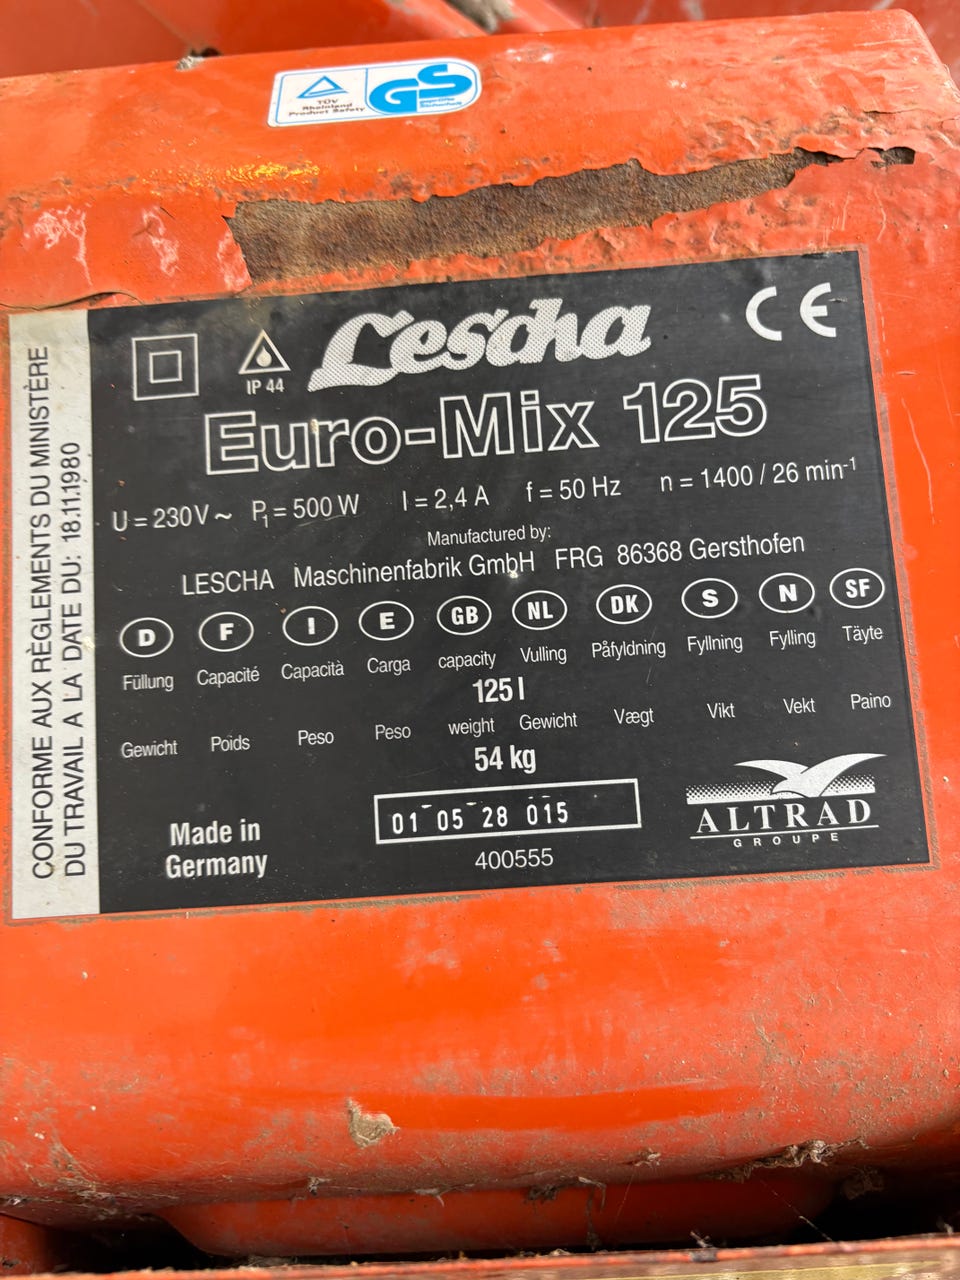 TÜV
Rheinland
Product Safety
GS
geprüfte
Sicherheit
CONFORME AUX RÈGLEMENTS DU MINISTÈRE
DU TRAVAIL A LA DATE DU: 18.11.1980
IP 44
Lescha
CE
Euro-Mix 125
U = 230V ~ P₁ = 500 W I = 2,4 A f = 50 Hz n = 1400 / 26 min⁻¹
Manufactured by:
LESCHA Maschinenfabrik GmbH FRG 86368 Gersthofen
D F I E GB NL DK S N SF
Füllung Capacité Capacità Carga capacity Vulling Påfyldning Fyllning Fylling Täyte
125 l
Gewicht Poids Peso Peso weight Gewicht Vægt Vikt Vekt Paino
54 kg
01 05 28 015
400555
Made in
Germany
ALTRAD
GROUPE